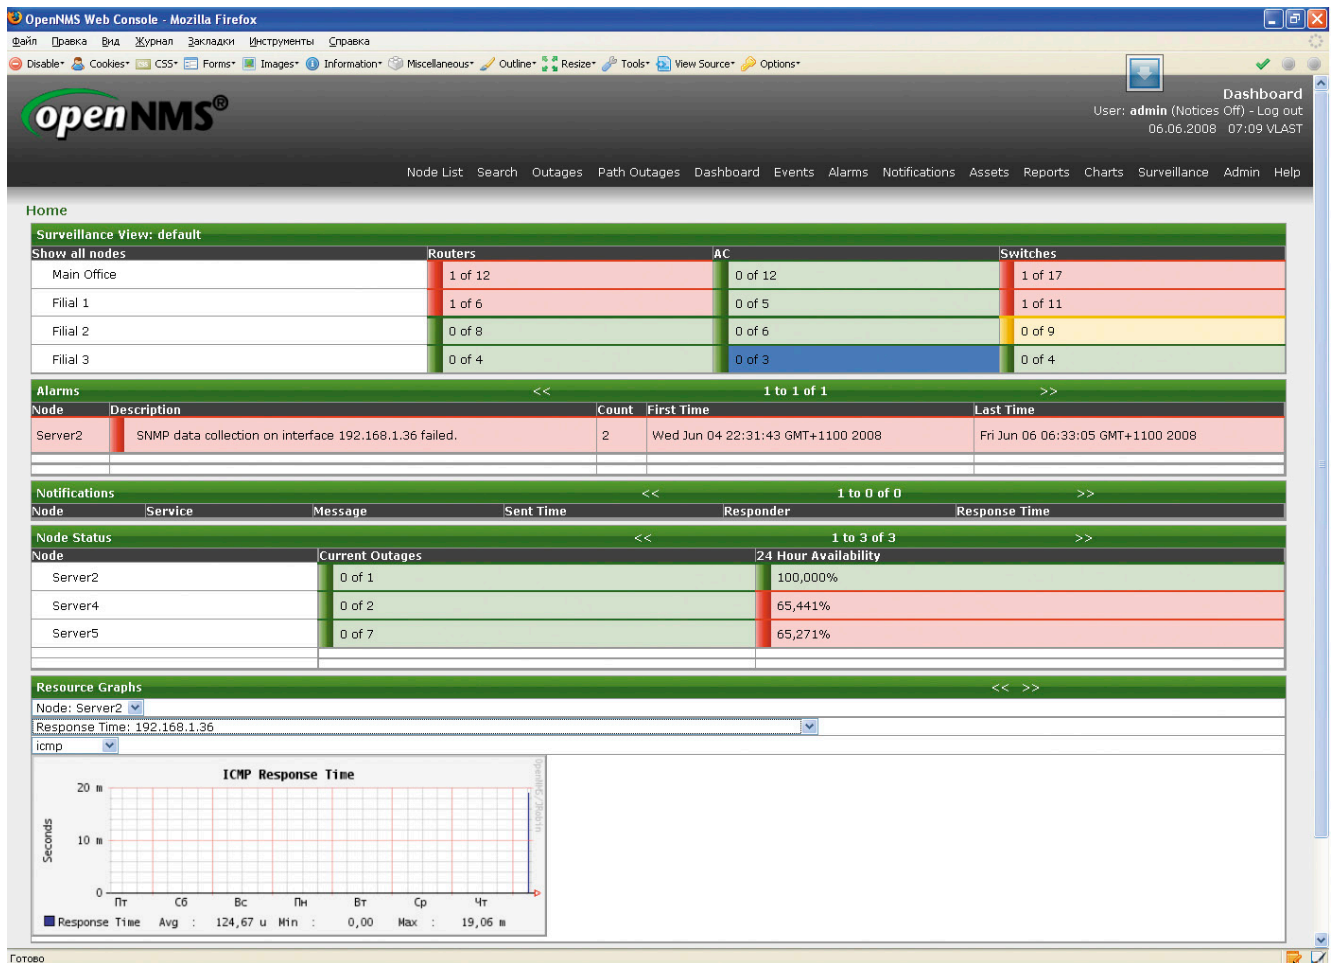 OpenNMS Web Console - Mozilla Firefox
Файл Правка Вид Журнал Закладки Инструменты Справка
Disable Cookies CSS Forms Images Information Miscellaneous Outline Resize Tools View Source Options
openNMS®
Dashboard
User: admin (Notices Off) - Log out
06.06.2008 07:09 VLAST
Node List Search Outages Path Outages Dashboard Events Alarms Notifications Assets Reports Charts Surveillance Admin Help
Home
Surveillance View: default
Show all nodes Routers AC Switches
Main Office 1 of 12 0 of 12 1 of 17
Filial 1 1 of 6 0 of 5 1 of 11
Filial 2 0 of 8 0 of 6 0 of 9
Filial 3 0 of 4 0 of 3 0 of 4
Alarms << 1 to 1 of 1 >>
Node Description Count First Time Last Time
Server2 SNMP data collection on interface 192.168.1.36 failed. 2 Wed Jun 04 22:31:43 GMT+1100 2008 Fri Jun 06 06:33:05 GMT+1100 2008
Notifications << 1 to 0 of 0 >>
Node Service Message Sent Time Responder Response Time
Node Status << 1 to 3 of 3 >>
Node Current Outages 24 Hour Availability
Server2 0 of 1 100,000%
Server4 0 of 2 65,441%
Server5 0 of 7 65,271%
Resource Graphs << >>
Node: Server2
Response Time: 192.168.1.36
icmp
ICMP Response Time
OpenNMS/JRobin
Seconds
20 m
10 m
0
Пт Сб Вс Пн Вт Ср Чт
Response Time Avg : 124,67 u Min : 0,00 Max : 19,06 m
Готово